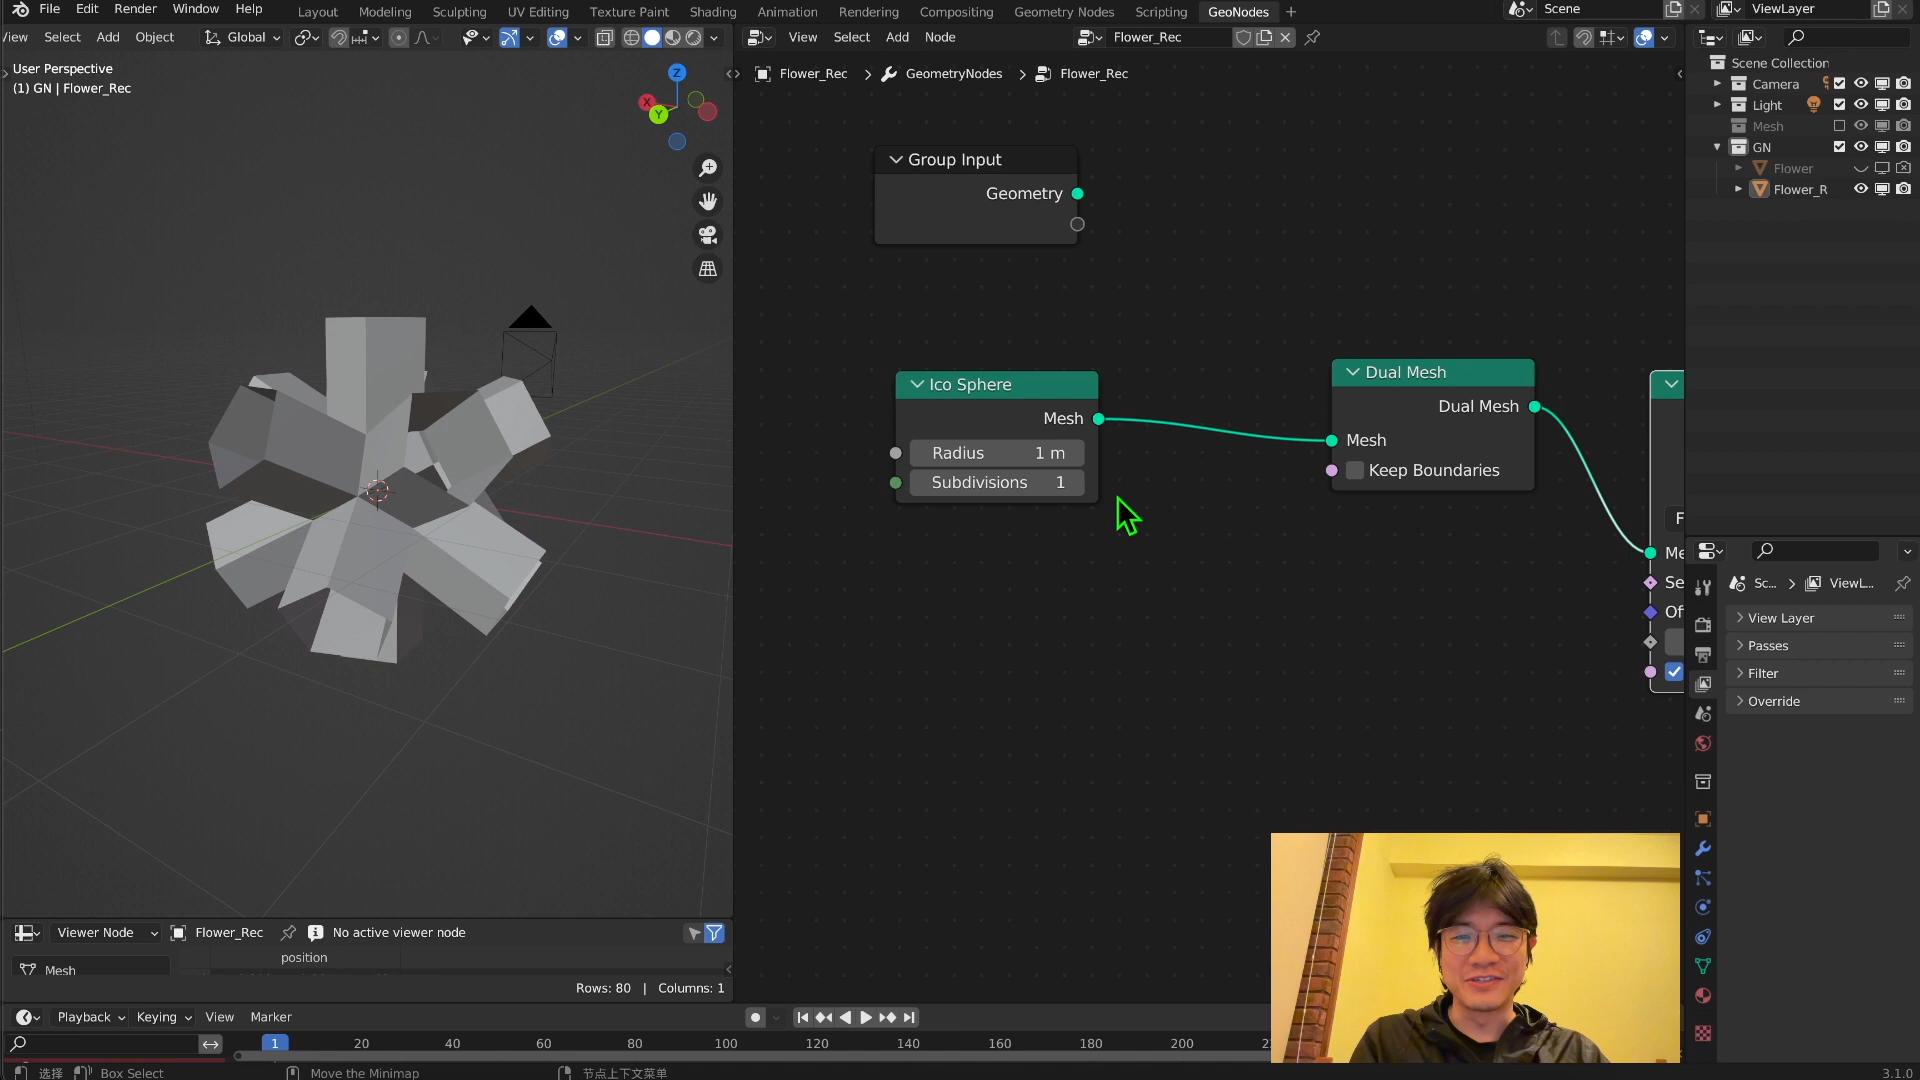 File Edit Render Window Help Layout Modeling Sculpting UV Editing Texture Paint Shading Animation Rendering Compositing Geometry Nodes Scripting GeoNodes Scene ViewLayer
View Select Add Object Global View Select Add Node Flower_Rec
User Perspective
(1) GN | Flower_Rec
Z
X
Y
Flower_Rec > GeometryNodes > Flower_Rec
Group Input
Geometry
Ico Sphere
Mesh
Radius 1 m
Subdivisions 1
Dual Mesh
Dual Mesh
Mesh
Keep Boundaries
F
Me
Se
Of
Scene Collection
Camera
Light
Mesh
GN
Flower
Flower_R
Sc... > ViewL...
View Layer
Passes
Filter
Override
Viewer Node Flower_Rec No active viewer node
position
Mesh
Rows: 80 | Columns: 1
Playback Keying View Marker
1 20 40 60 80 100 120 140 160 180 200
选择 Box Select Move the Minimap 节点上下文菜单 3.1.0